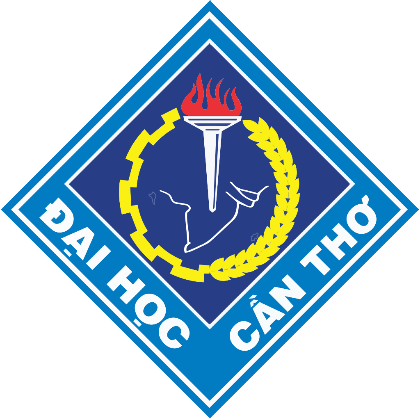 ĐẠI HỌC
CẦN THƠ